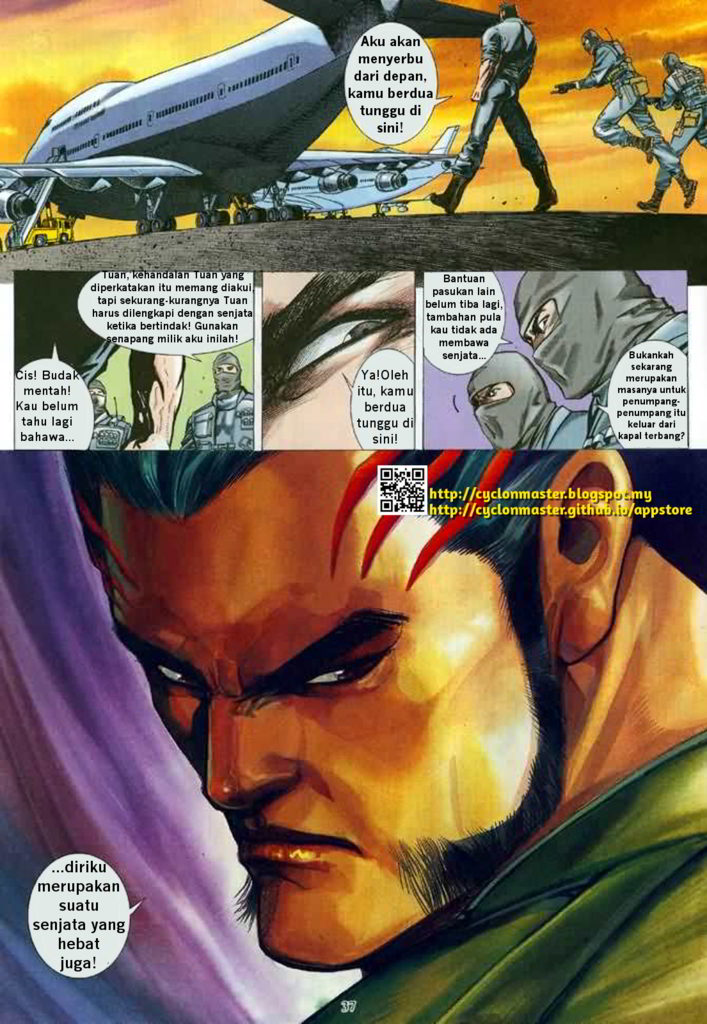 Aku akan
menyerbu
dari depan,
kamu berdua
tunggu di
sini!
Tuan, kehandalan Tuan yang
diperkatakan itu memang diakui
tapi sekurang-kurangnya Tuan
harus dilengkapi dengan senjata
ketika bertindak! Gunakan
senapang milik aku inilah!
Cis! Budak
mentah!
Kau belum
tahu lagi
bahawa...
Ya!Oleh
itu, kamu
berdua
tunggu di
sini!
Bantuan
pasukan lain
belum tiba lagi,
tambahan pula
kau tidak ada
membawa
senjata...
Bukankah
sekarang
merupakan
masanya untuk
penumpang-
penumpang itu
keluar dari
kapal terbang?
http://cyclonmaster.blogspot.my
http://cyclonmaster.github.io/appstore
...diriku
merupakan
suatu
senjata yang
hebat
juga!
37